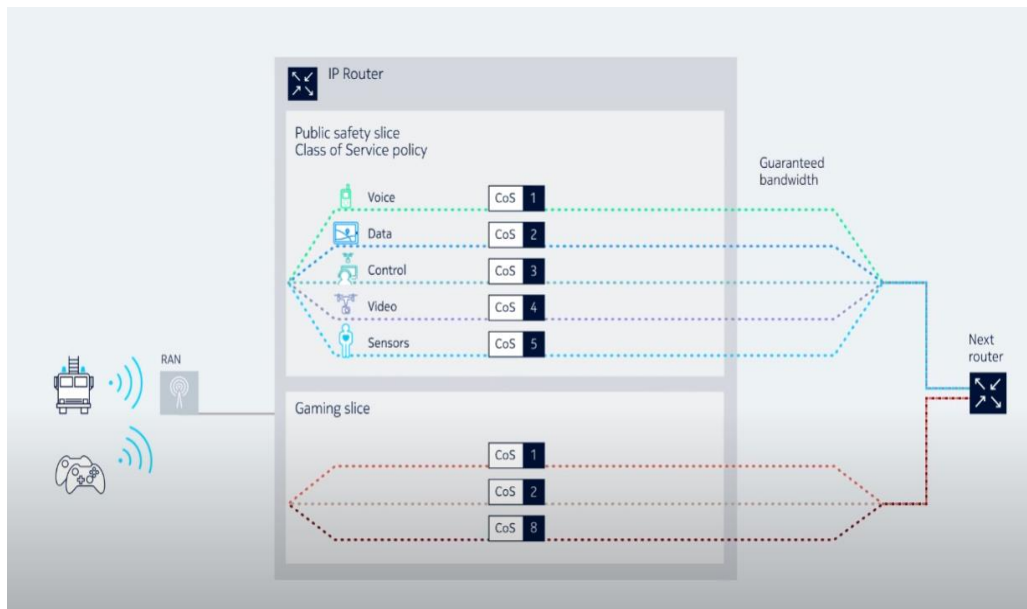 IP Router
Public safety slice
Class of Service policy
Guaranteed
bandwidth
Voice
CoS 1
Data
CoS 2
Control
CoS 3
Video
CoS 4
Sensors
CoS 5
RAN
Next
router
Gaming slice
CoS 1
CoS 2
CoS 8